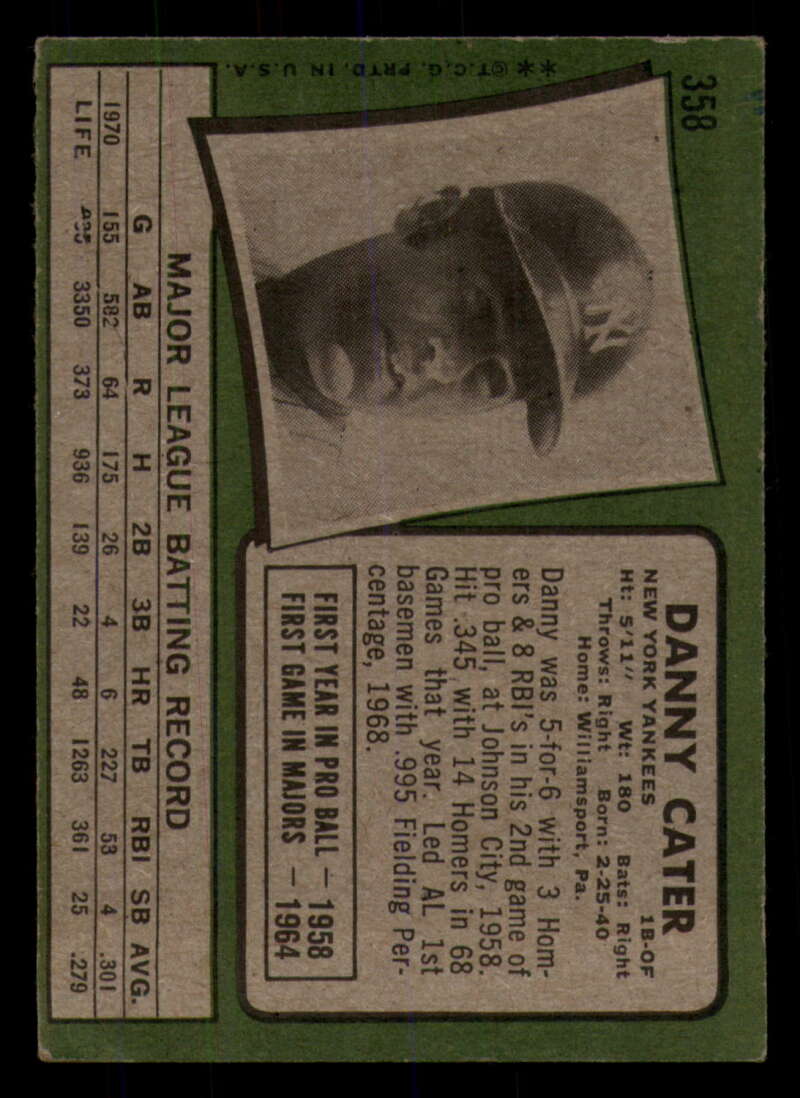 358
DANNY CATER
NEW YORK YANKEES 1B-OF
Ht: 5'11" Wt: 180 Bats: Right
Throws: Right Born: 2-25-40
Home: Williamsport, Pa.
Danny was 5-for-6 with 3 Hom-
ers & 8 RBI's in his 2nd game of
pro ball, at Johnson City, 1958.
Hit .345 with 14 Homers in 68
Games that year. Led AL 1st
basemen with .995 Fielding Per-
centage, 1968.
FIRST YEAR IN PRO BALL — 1958
FIRST GAME IN MAJORS — 1964
NY
**©T.C.G. PRTD. IN U.S.A.
MAJOR LEAGUE BATTING RECORD
G AB R H 2B 3B HR TB RBI SB AVG.
1970 155 582 64 175 26 4 6 227 53 4 .301
LIFE 3350 373 936 139 22 48 1263 361 25 .279